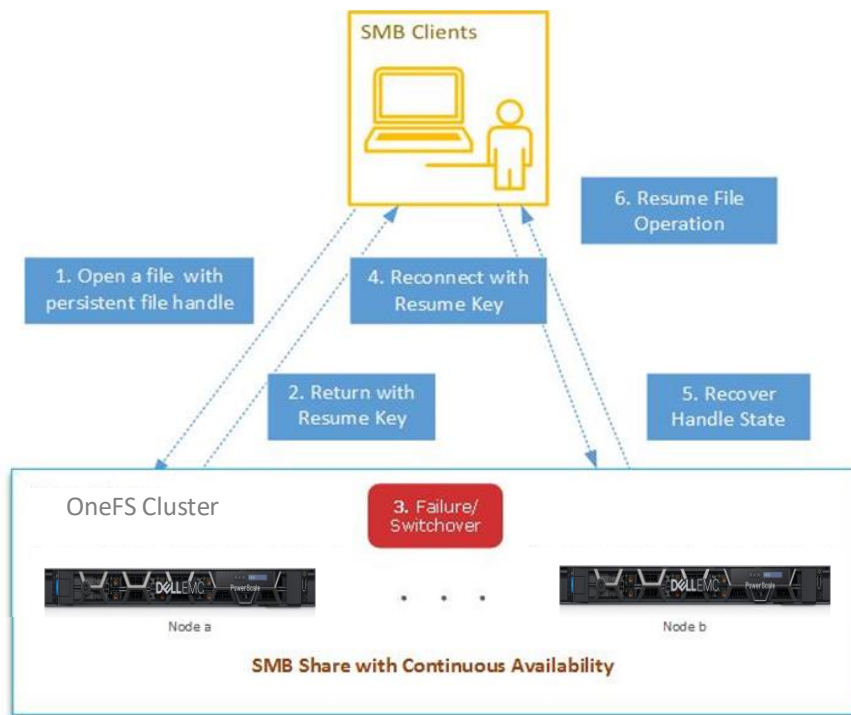 SMB Clients
6. Resume File
Operation
1. Open a file with
persistent file handle
4. Reconnect with
Resume Key
2. Return with
Resume Key
5. Recover
Handle State
OneFS Cluster
3. Failure/
Switchover
DELLEMC
PowerScale
DELLEMC
PowerScale
Node a
. . .
Node b
SMB Share with Continuous Availability